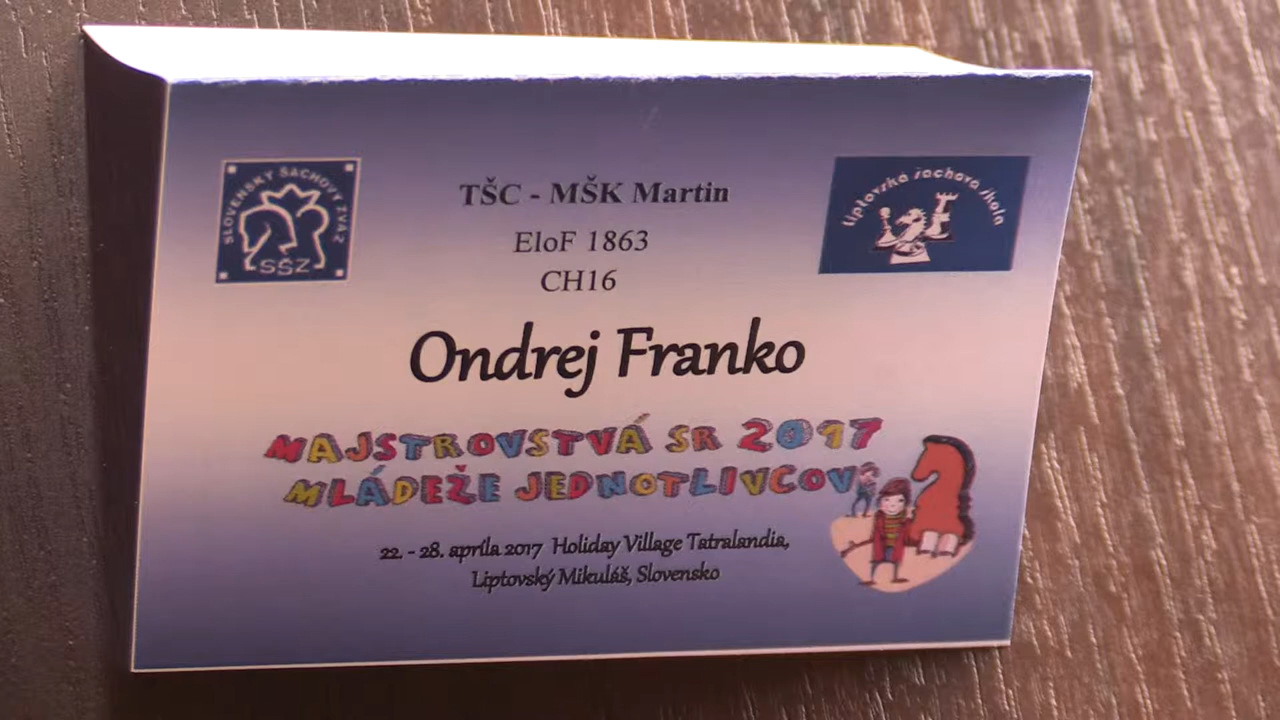 SLOVENSKÝ ŠACHOVÝ ZVÄZ
SŠZ
TŠC - MŠK Martin
EloF 1863
CH16
Liptovská šachová škola
Ondrej Franko
MAJSTROVSTVÁ SR 2017
MLÁDEŽE JEDNOTLIVCOV
22. - 28. apríla 2017 Holiday Village Tatralandia,
Liptovský Mikuláš, Slovensko